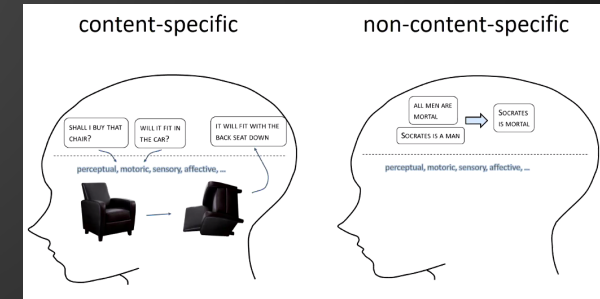 content-specific
non-content-specific
SHALL I BUY THAT
CHAIR?
WILL IT FIT IN
THE CAR?
IT WILL FIT WITH THE
BACK SEAT DOWN
perceptual, motoric, sensory, affective, ...
ALL MEN ARE
MORTAL
SOCRATES IS A MAN
SOCRATES
IS MORTAL
perceptual, motoric, sensory, affective, ...